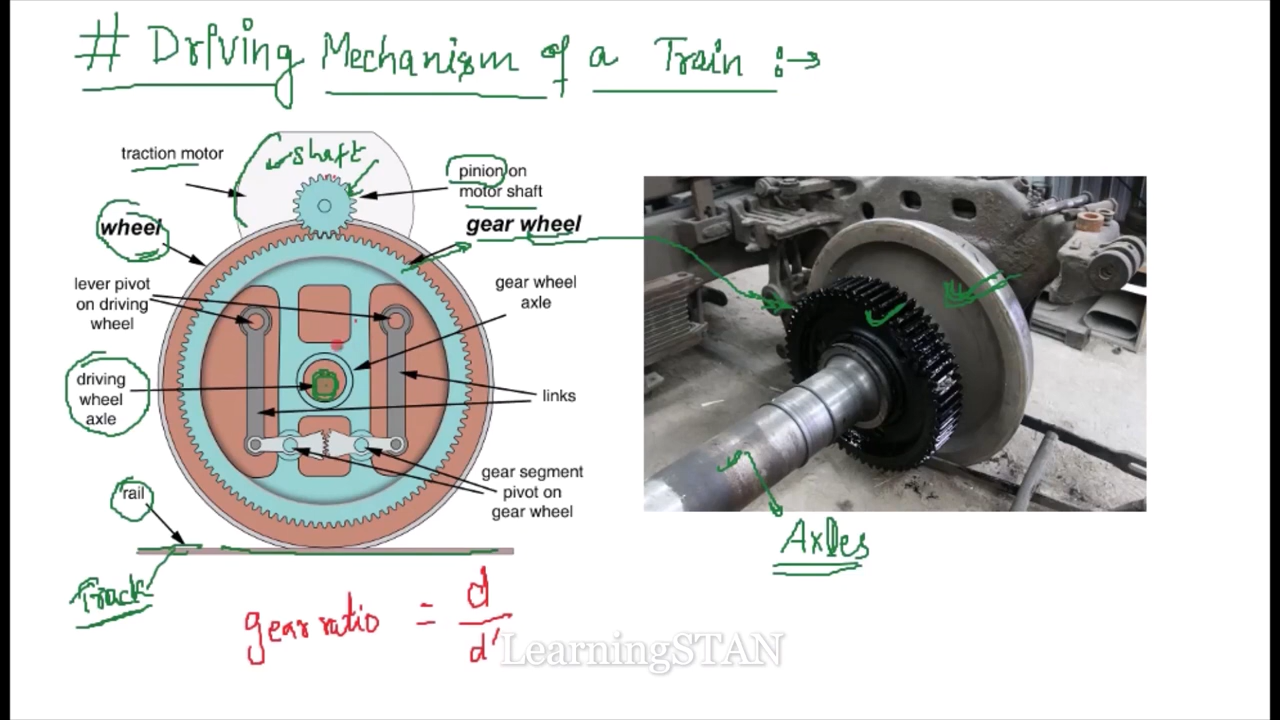 # Driving Mechanism of a Train :→
traction motor
shaft
pinion on
motor shaft
wheel
gear wheel
lever pivot
on driving
wheel
gear wheel
axle
driving
wheel
axle
links
rail
gear segment
pivot on
gear wheel
Track
Axles
gear ratio = d
d'
LearningSTAN